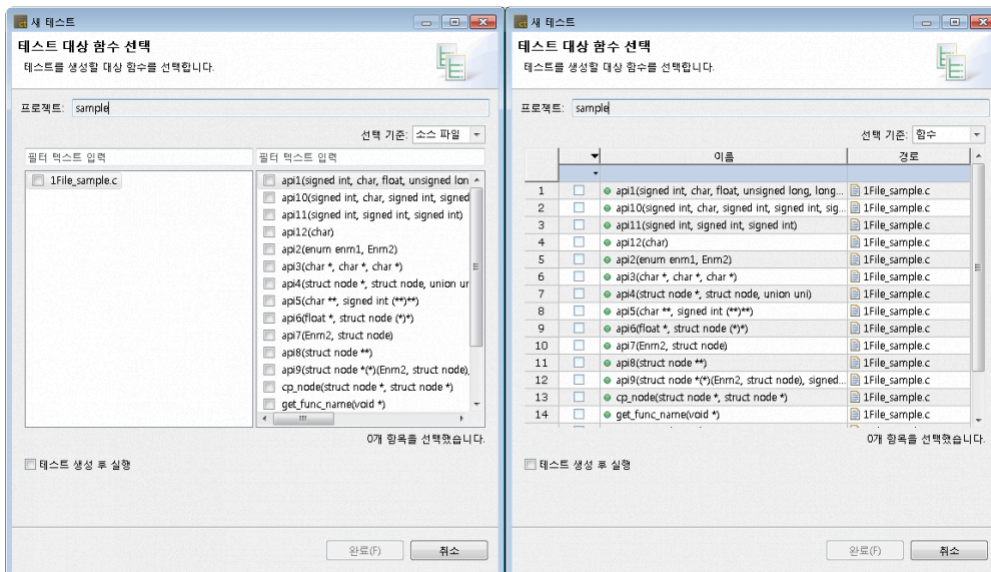 새 테스트
테스트 대상 함수 선택
테스트를 생성할 대상 함수를 선택합니다.
프로젝트: sample
선택 기준: 소스 파일
필터 텍스트 입력
필터 텍스트 입력
1File_sample.c
api1(signed int, char, float, unsigned lon
api10(signed int, char, signed int, signed
api11(signed int, signed int, signed int)
api12(char)
api2(enum enm1, Enm2)
api3(char *, char *, char *)
api4(struct node *, struct node, union ur
api5(char **, signed int (**)**)
api6(float *, struct node (*)*)
api7(Enm2, struct node)
api8(struct node **)
api9(struct node *(*)(Enm2, struct node),
cp_node(struct node *, struct node *)
get_func_name(void *)
0개 항목을 선택했습니다.
테스트 생성 후 실행
완료(F) 취소
새 테스트
테스트 대상 함수 선택
테스트를 생성할 대상 함수를 선택합니다.
프로젝트: sample
선택 기준: 함수
이름 경로
1 api1(signed int, char, float, unsigned long, long... 1File_sample.c
2 api10(signed int, char, signed int, signed int, sig... 1File_sample.c
3 api11(signed int, signed int, signed int) 1File_sample.c
4 api12(char) 1File_sample.c
5 api2(enum enm1, Enm2) 1File_sample.c
6 api3(char *, char *, char *) 1File_sample.c
7 api4(struct node *, struct node, union uni) 1File_sample.c
8 api5(char **, signed int (**)**) 1File_sample.c
9 api6(float *, struct node (*)*) 1File_sample.c
10 api7(Enm2, struct node) 1File_sample.c
11 api8(struct node **) 1File_sample.c
12 api9(struct node *(*)(Enm2, struct node), signed... 1File_sample.c
13 cp_node(struct node *, struct node *) 1File_sample.c
14 get_func_name(void *) 1File_sample.c
0개 항목을 선택했습니다.
테스트 생성 후 실행
완료(F) 취소